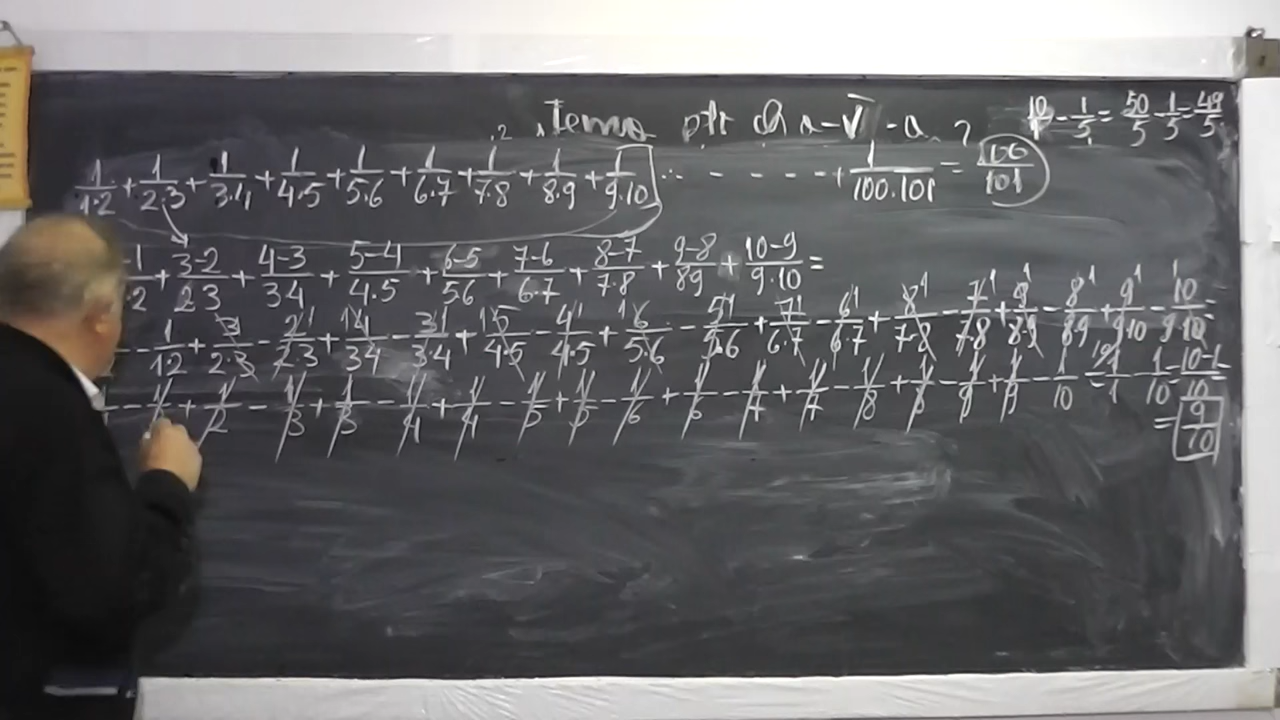 Tema ptr cl a-V-a
10/1 - 1/5 = 50/5 - 1/5 = 49/5
1/1·2 + 1/2·3 + 1/3·4 + 1/4·5 + 1/5·6 + 1/6·7 + 1/7·8 + 1/8·9 + 1/9·10 ..- - - - - + 1/100·101 = 100/101
-1/·2 + 3-2/2 3 + 4-3/3 4 + 5-4/4·5 + 6-5/5 6 + 7-6/6·7 + 8-7/7·8 + 9-8/8 9 + 10-9/9·10 =
- 1/1 2 + 3/2·3 - 2/2 3 + 4/3 4 - 3/3·4 + 5/4·5 - 4/4·5 + 6/5·6 - 5/5·6 + 7/6·7 - 6/6·7 + 8/7·8 - 7/7·8 + 9/8·9 - 8/8 9 + 9/9·10 - 10/9·10 =
- 1/2 + 1/2 - 1/3 + 1/3 - 1/4 + 1/4 - 1/5 + 1/5 - 1/6 + 1/6 - 1/7 + 1/7 - 1/8 + 1/8 - 1/9 + 1/9 - 1/10 = 1/1 - 1/10 = 10-1/10 =
= 9/10